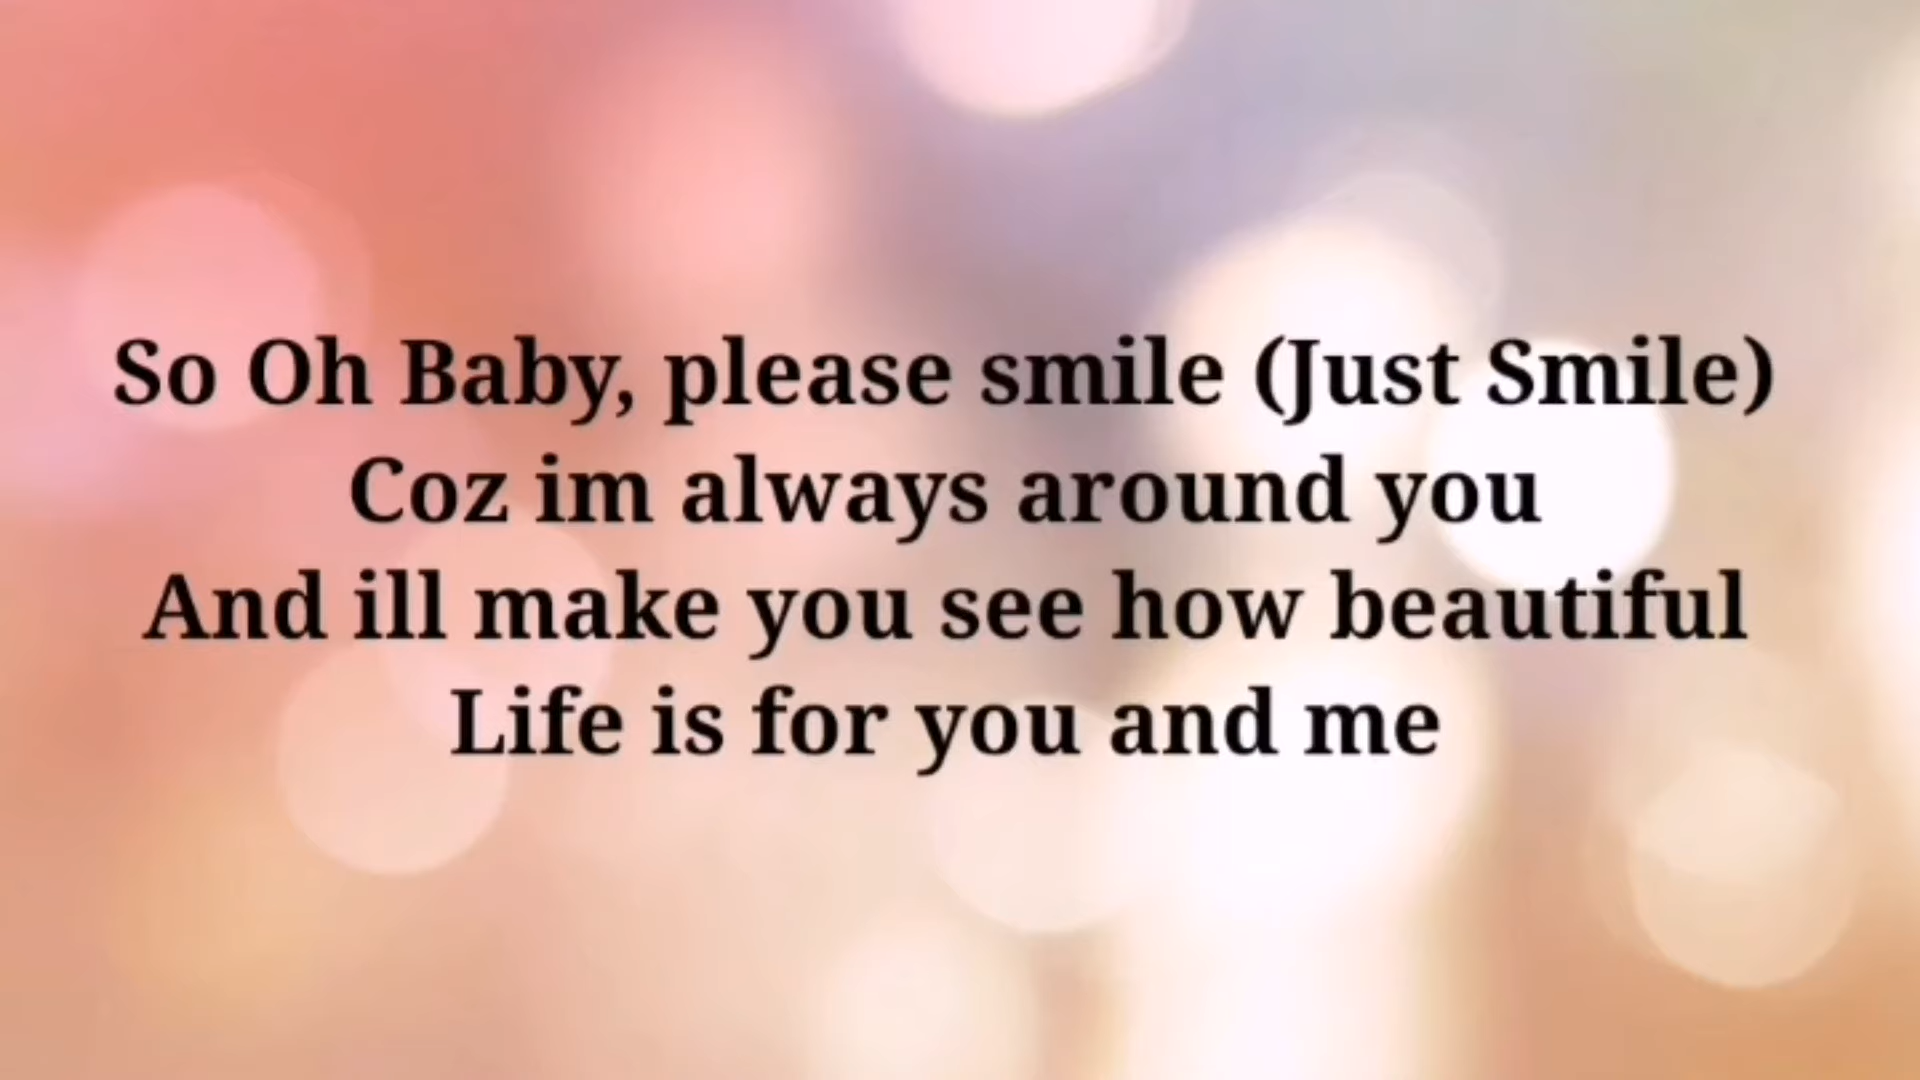 So Oh Baby, please smile (Just Smile)
Coz im always around you
And ill make you see how beautiful
Life is for you and me